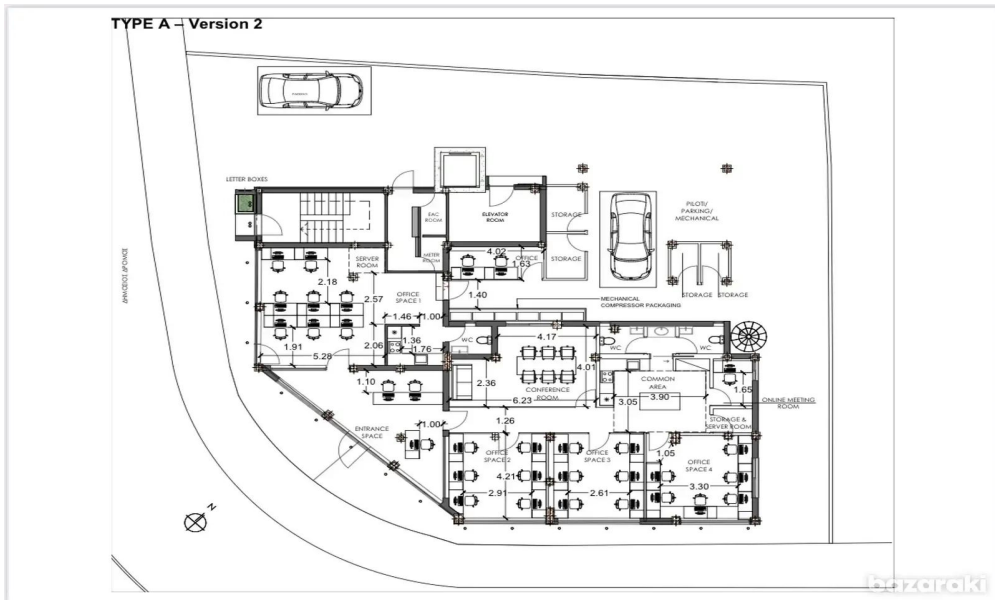 TYPE A – Version 2
LETTER BOXES
EAC
ROOM
ELEVATOR
ROOM
STORAGE
PILOTI/
PARKING/
MECHANICAL
ΔΗΜΟΣΙΟΣ ΔΡΟΜΟΣ
SERVER
ROOM
METER
ROOM
4.02
OFFICE
1.63
STORAGE
2.18
2.57
OFFICE
SPACE 1
1.40
STORAGE
STORAGE
MECHANICAL
COMPRESSOR PACKAGING
1.46
1.00
1.91
5.28
2.06
1.36
1.76
WC
4.17
4.01
WC
WC
1.10
2.36
CONFERENCE
ROOM
6.23
COMMON
AREA
3.90
3.05
1.65
ONLINE MEETING
ROOM
STORAGE &
SERVER ROOM
ENTRANCE
SPACE
1.00
1.26
OFFICE
SPACE 2
4.21
2.91
OFFICE
SPACE 3
2.61
1.05
OFFICE
SPACE 4
3.30
N
bazaraki